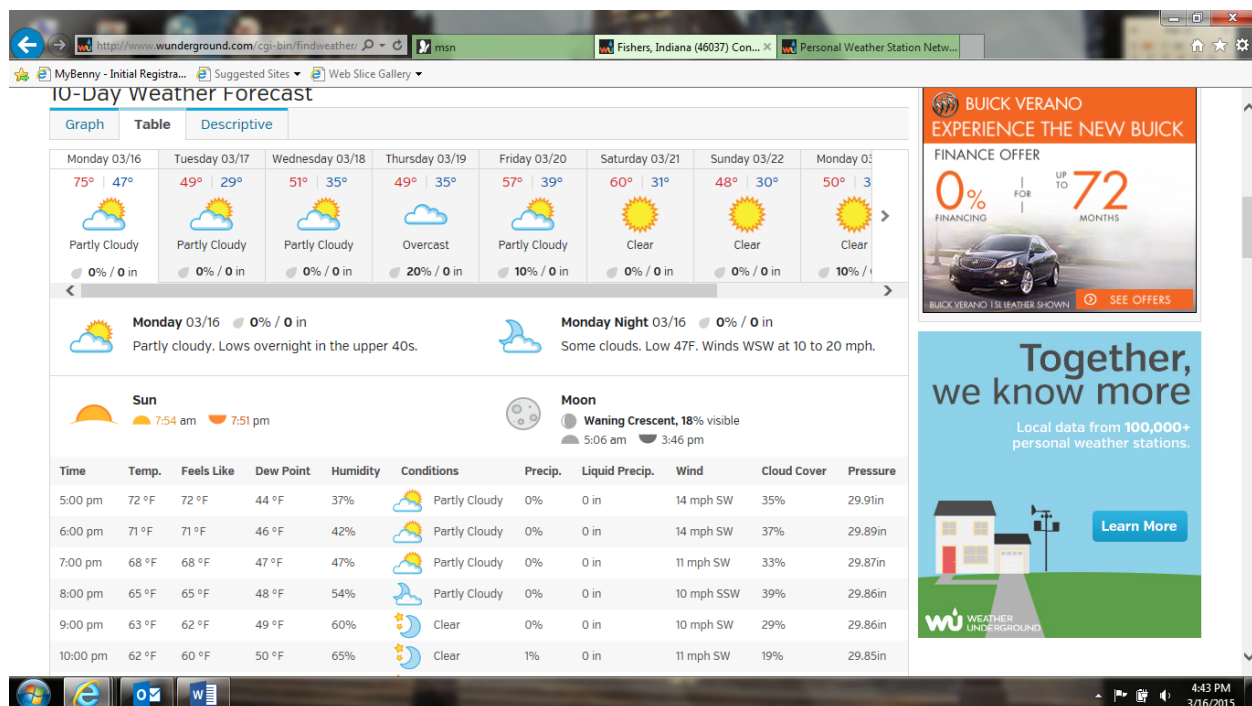 http://www.wunderground.com/cgi-bin/findweather/
msn
Fishers, Indiana (46037) Con...
Personal Weather Station Netw...
MyBenny - Initial Registra...
Suggested Sites
Web Slice Gallery
10-Day Weather Forecast
Graph Table Descriptive
Monday 03/16 Tuesday 03/17 Wednesday 03/18 Thursday 03/19 Friday 03/20 Saturday 03/21 Sunday 03/22 Monday 03
75° | 47° 49° | 29° 51° | 35° 49° | 35° 57° | 39° 60° | 31° 48° | 30° 50° | 3
Partly Cloudy Partly Cloudy Partly Cloudy Overcast Partly Cloudy Clear Clear Clear
0% / 0 in 0% / 0 in 0% / 0 in 20% / 0 in 10% / 0 in 0% / 0 in 0% / 0 in 10% /
Monday 03/16 0% / 0 in
Partly cloudy. Lows overnight in the upper 40s.
Monday Night 03/16 0% / 0 in
Some clouds. Low 47F. Winds WSW at 10 to 20 mph.
Sun
7:54 am 7:51 pm
Moon
Waning Crescent, 18% visible
5:06 am 3:46 pm
Time Temp. Feels Like Dew Point Humidity Conditions Precip. Liquid Precip. Wind Cloud Cover Pressure
5:00 pm 72 °F 72 °F 44 °F 37% Partly Cloudy 0% 0 in 14 mph SW 35% 29.91in
6:00 pm 71 °F 71 °F 46 °F 42% Partly Cloudy 0% 0 in 14 mph SW 37% 29.89in
7:00 pm 68 °F 68 °F 47 °F 47% Partly Cloudy 0% 0 in 11 mph SW 33% 29.87in
8:00 pm 65 °F 65 °F 48 °F 54% Partly Cloudy 0% 0 in 10 mph SSW 39% 29.86in
9:00 pm 63 °F 62 °F 49 °F 60% Clear 0% 0 in 10 mph SW 29% 29.86in
10:00 pm 62 °F 60 °F 50 °F 65% Clear 1% 0 in 11 mph SW 19% 29.85in
BUICK VERANO
EXPERIENCE THE NEW BUICK
FINANCE OFFER
0% FOR UP TO 72
FINANCING MONTHS
BUICK VERANO 1SL LEATHER SHOWN
SEE OFFERS
Together,
we know more
Local data from 100,000+
personal weather stations.
Learn More
WEATHER
UNDERGROUND
4:43 PM
3/16/2015